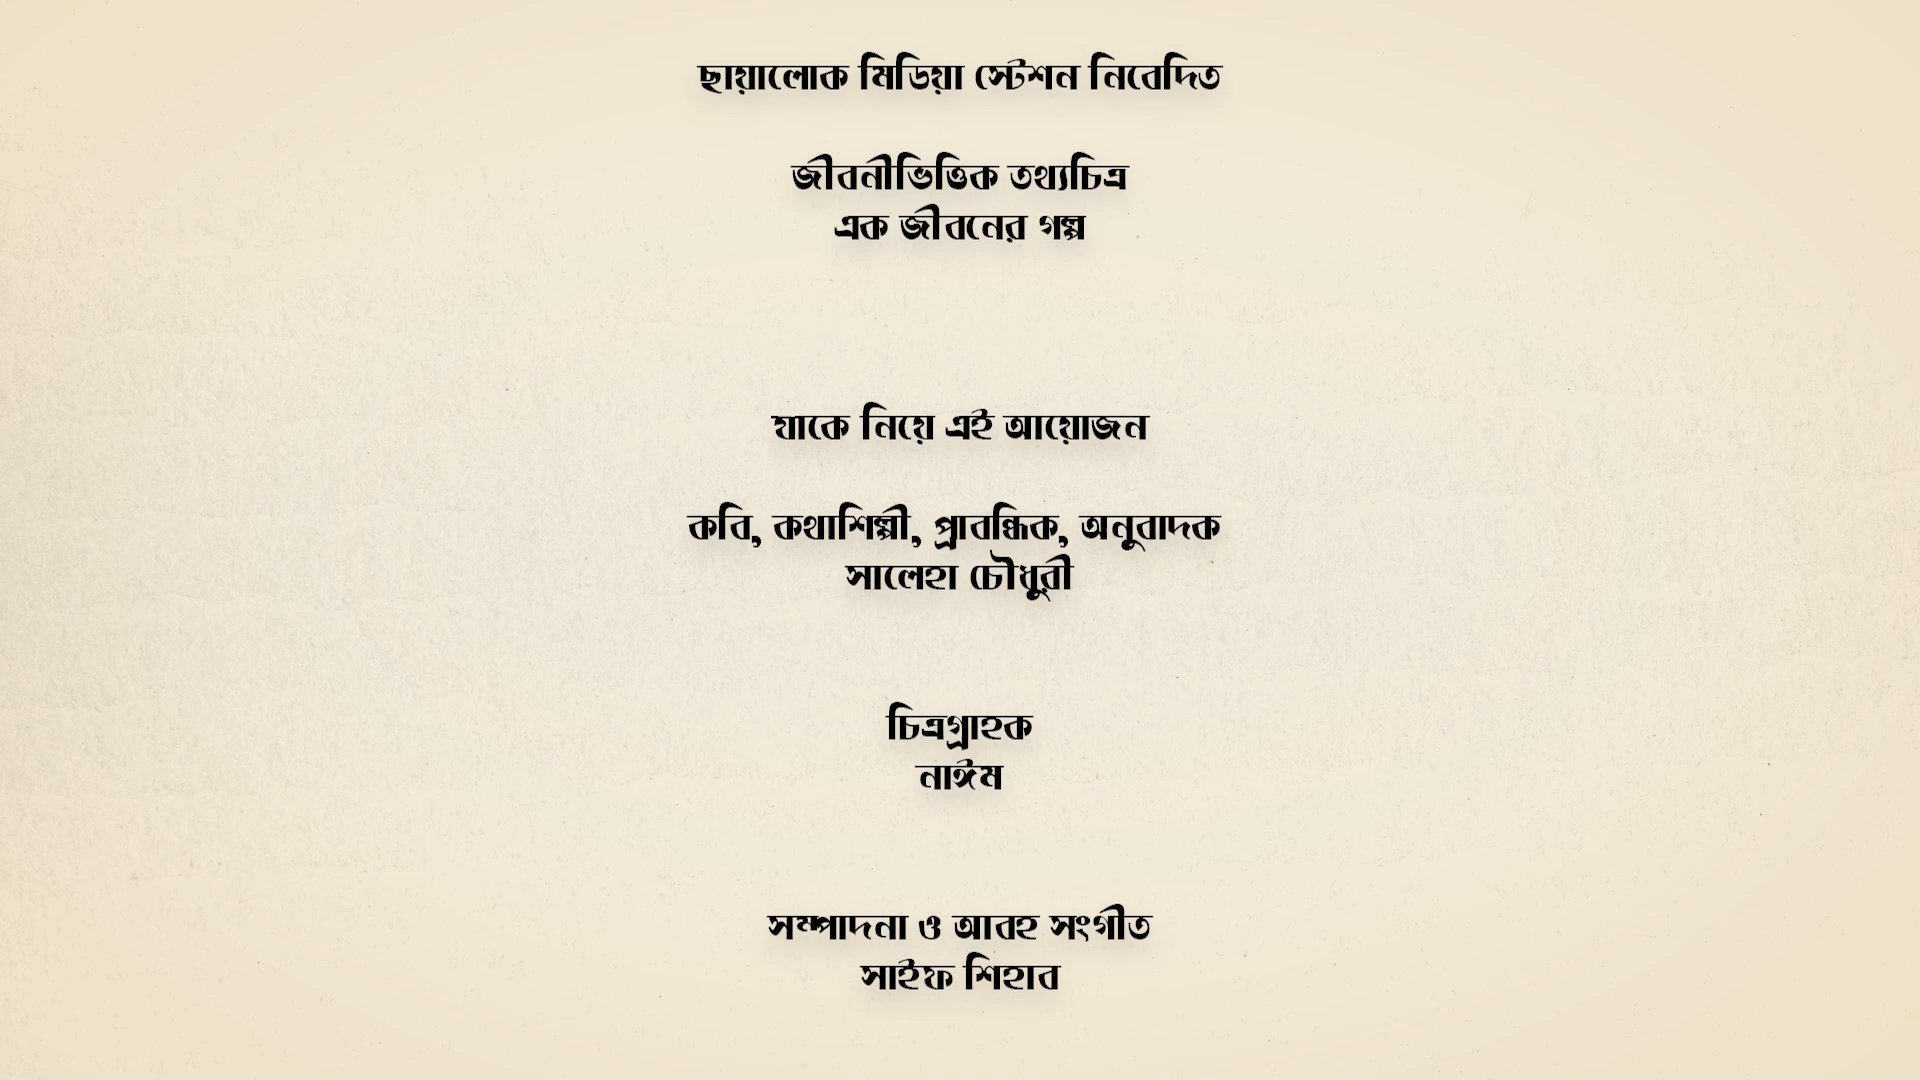 ছায়ালোক মিডিয়া স্টেশন নিবেদিত
জীবনীভিত্তিক তথ্যচিত্র
এক জীবনের গল্প
যাকে নিয়ে এই আয়োজন
কবি, কথাশিল্পী, প্রাবন্ধিক, অনুবাদক
সালেহা চৌধুরী
চিত্রগ্রাহক
নাঈম
সম্পাদনা ও আবহ সংগীত
সাইফ শিহাব